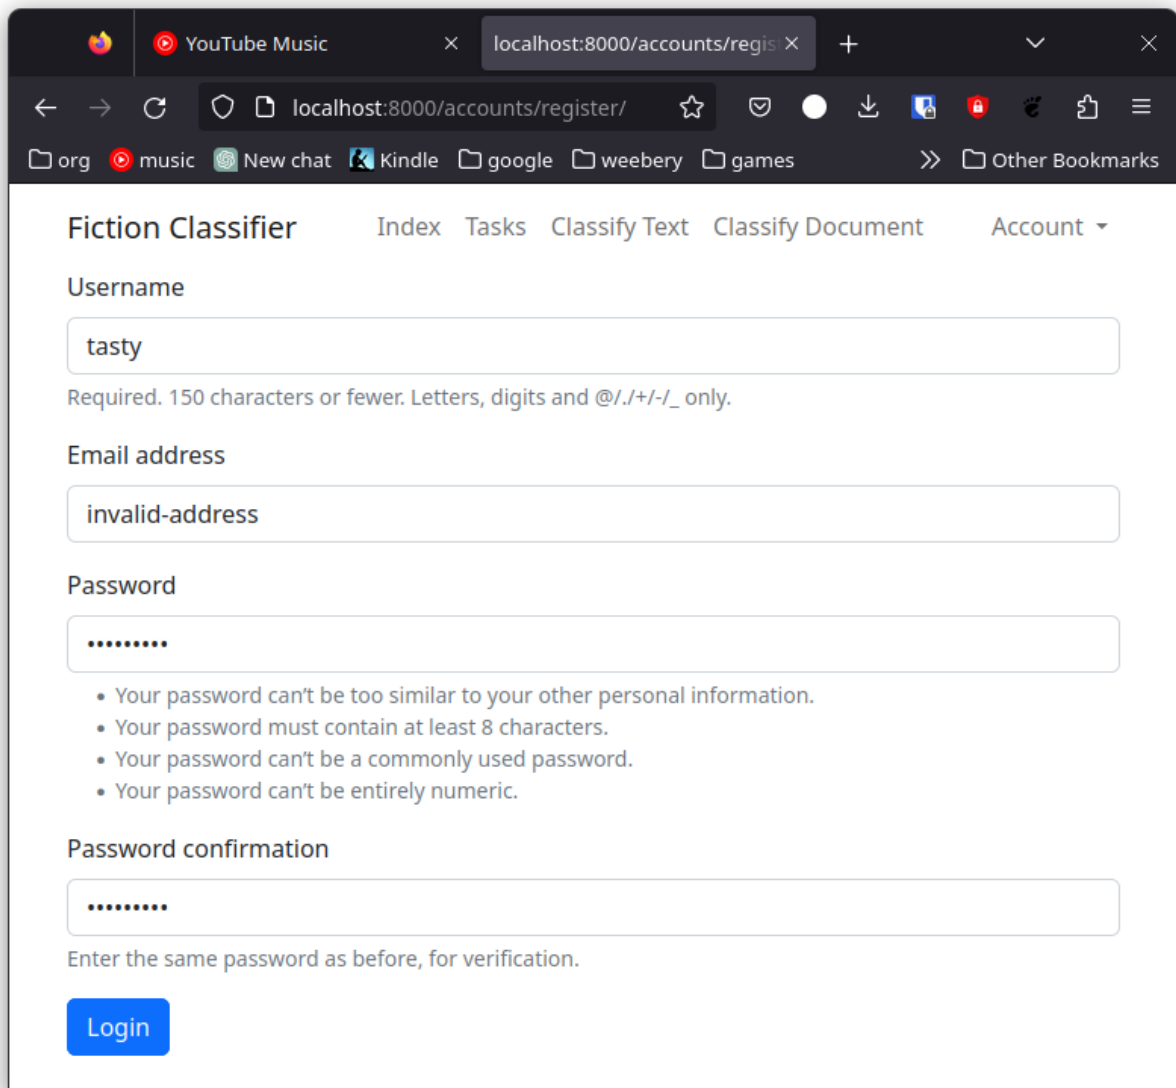 YouTube Music
localhost:8000/accounts/regist
localhost:8000/accounts/register/
org music New chat Kindle google weebery games Other Bookmarks
Fiction Classifier Index Tasks Classify Text Classify Document Account
Username
tasty
Required. 150 characters or fewer. Letters, digits and @/./+/-/_ only.
Email address
invalid-address
Password
•••••••••
• Your password can’t be too similar to your other personal information.
• Your password must contain at least 8 characters.
• Your password can’t be a commonly used password.
• Your password can’t be entirely numeric.
Password confirmation
•••••••••
Enter the same password as before, for verification.
Login